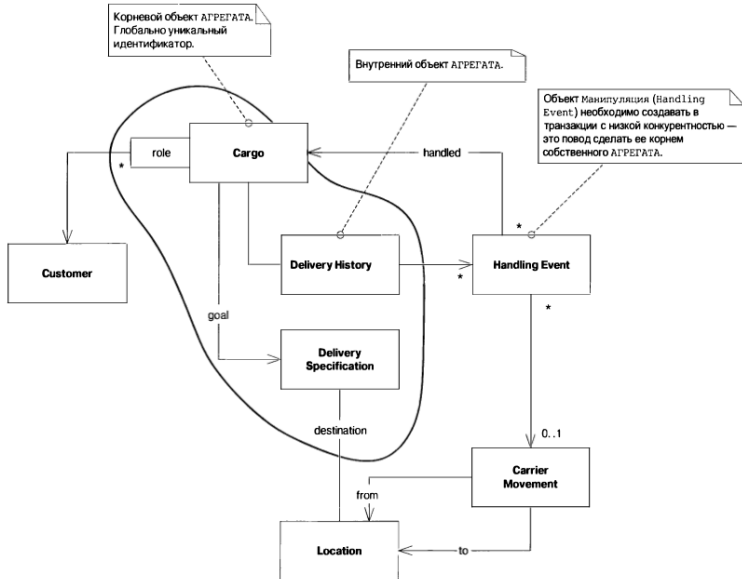 Корневой объект АГРЕГАТА.
Глобально уникальный
идентификатор.
Внутренний объект АГРЕГАТА.
Объект Манипуляция (Handling
Event) необходимо создавать в
транзакции с низкой конкурентностью —
это повод сделать ее корнем
собственного АГРЕГАТА.
role
*
Cargo
handled
Customer
Delivery History
*
*
Handling Event
*
goal
Delivery
Specification
destination
0..1
Carrier
Movement
from
Location
to